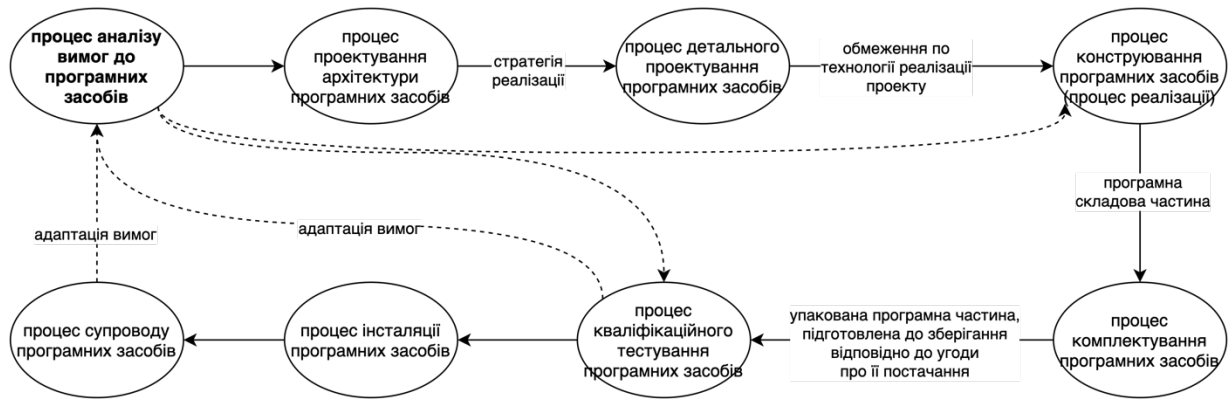 процес аналізу
вимог до
програмних
засобів
процес
проектування
архітектури
програмних засобів
стратегія
реалізації
процес детального
проектування
програмних засобів
обмеження по
технології реалізації
проекту
процес
конструювання
програмних засобів
(процес реалізації)
програмна
складова частина
адаптація вимог
адаптація вимог
процес супроводу
програмних засобів
процес інсталяції
програмних засобів
процес
кваліфікаційного
тестування
програмних засобів
упакована програмна частина,
підготовлена до зберігання
відповідно до угоди
про її постачання
процес
комплектування
програмних засобів